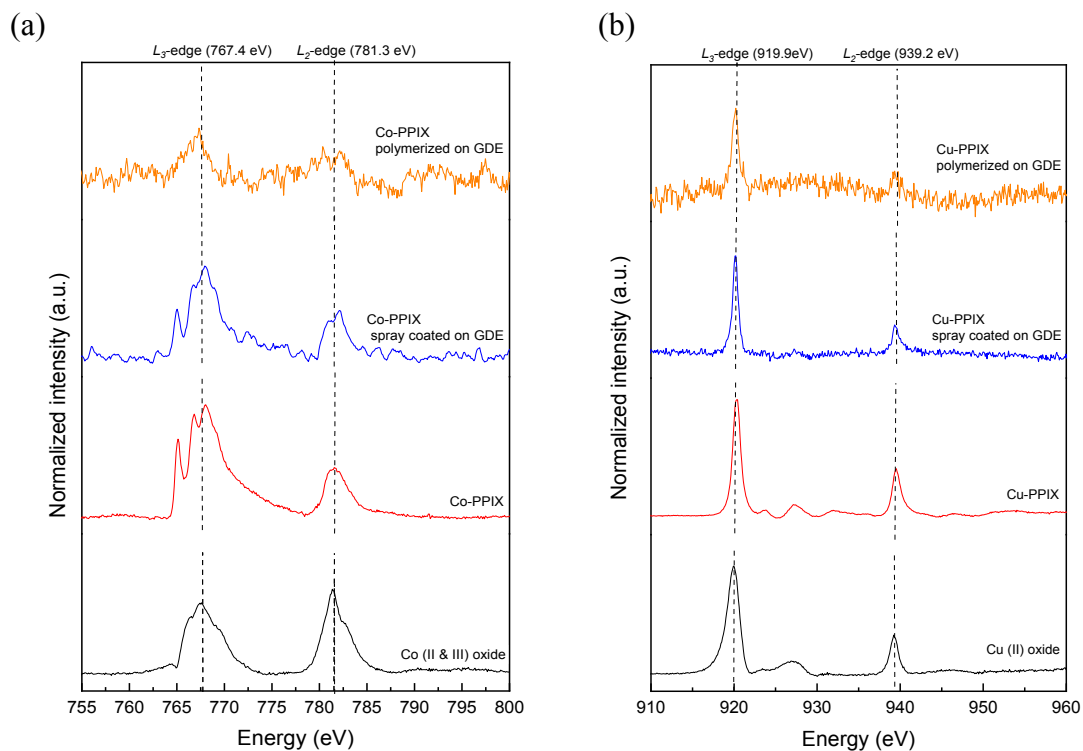 (a)
L3-edge (767.4 eV) L2-edge (781.3 eV)
Co-PPIX
polymerized on GDE
Co-PPIX
spray coated on GDE
Co-PPIX
Co (II & III) oxide
Normalized intensity (a.u.)
755 760 765 770 775 780 785 790 795 800
Energy (eV)
(b)
L3-edge (919.9eV) L2-edge (939.2 eV)
Cu-PPIX
polymerized on GDE
Cu-PPIX
spray coated on GDE
Cu-PPIX
Cu (II) oxide
Normalized intensity (a.u.)
910 920 930 940 950 960
Energy (eV)